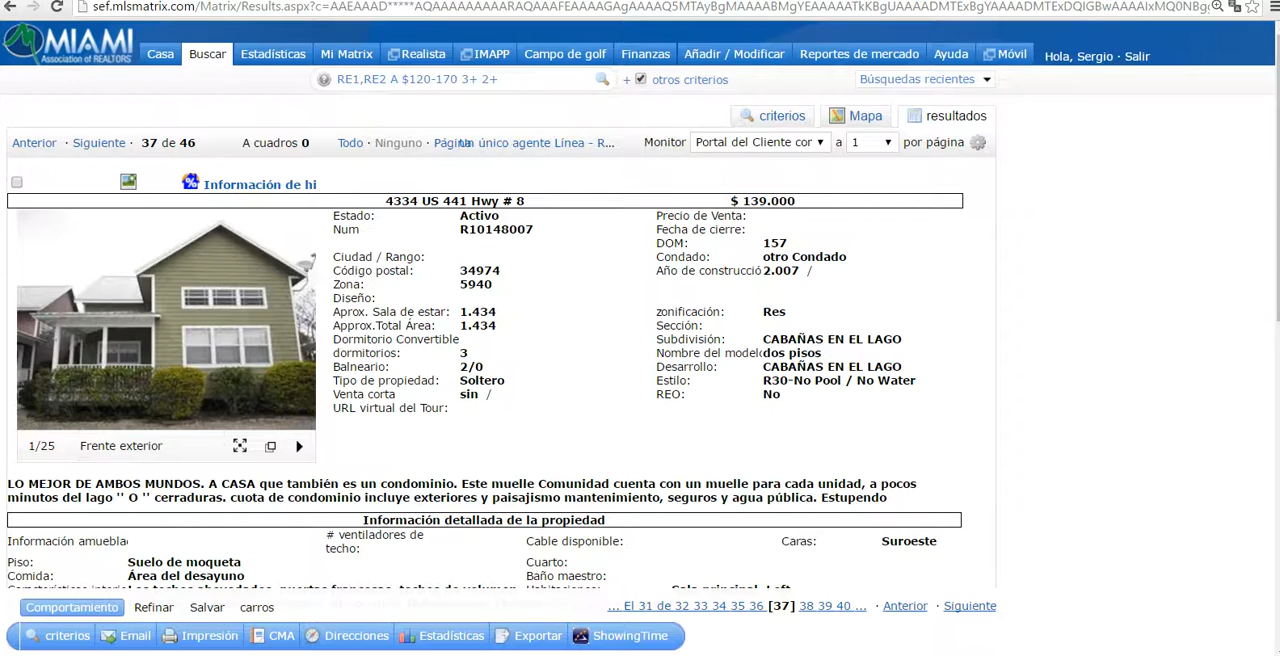 sef.mlsmatrix.com/Matrix/Results.aspx?c=AAEAAAD*****AQAAAAAAAAARAQAAAFEAAAAGAgAAAAQ5MTAyBgMAAAABMgYEAAAAATkKBgUAAAADMTExBgYAAAADMTExDQIGBwAAAAIxMQ0NBg
MIAMI
Association of REALTORS®
Casa Buscar Estadísticas Mi Matrix Realista IMAPP Campo de golf Finanzas Añadir / Modificar Reportes de mercado Ayuda Móvil Hola, Sergio · Salir
RE1,RE2 A $120-170 3+ 2+ + otros criterios Búsquedas recientes
criterios Mapa resultados
Anterior · Siguiente · 37 de 46 A cuadros 0 Todo · Ninguno · Página Un único agente Línea - R... Monitor Portal del Cliente cor a 1 por página
% Información de hi
4334 US 441 Hwy # 8 $ 139.000
Estado: Activo Precio de Venta:
Num R10148007 Fecha de cierre:
DOM: 157
Ciudad / Rango: Condado: otro Condado
Código postal: 34974 Año de construcció 2.007 /
Zona: 5940
Diseño:
Aprox. Sala de estar: 1.434 zonificación: Res
Approx.Total Área: 1.434 Sección:
Dormitorio Convertible Subdivisión: CABAÑAS EN EL LAGO
dormitorios: 3 Nombre del modelo dos pisos
Balneario: 2/0 Desarrollo: CABAÑAS EN EL LAGO
Tipo de propiedad: Soltero Estilo: R30-No Pool / No Water
Venta corta sin / REO: No
URL virtual del Tour:
1/25 Frente exterior
LO MEJOR DE AMBOS MUNDOS. A CASA que también es un condominio. Este muelle Comunidad cuenta con un muelle para cada unidad, a pocos
minutos del lago '' O '' cerraduras. cuota de condominio incluye exteriores y paisajismo mantenimiento, seguros y agua pública. Estupendo
Información detallada de la propiedad
Información amueblac # ventiladores de techo: Cable disponible: Caras: Suroeste
Piso: Suelo de moqueta Cuarto:
Comida: Área del desayuno Baño maestro:
Comportamiento Refinar Salvar carros ... El 31 de 32 33 34 35 36 [37] 38 39 40 ... · Anterior · Siguiente
criterios Email Impresión CMA Direcciones Estadísticas Exportar ShowingTime